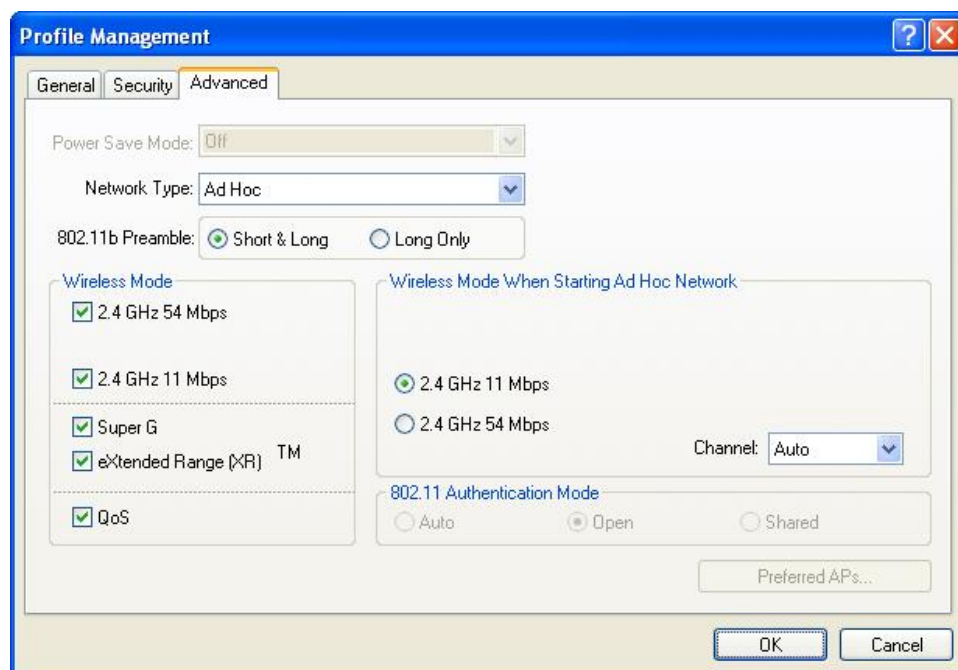 Profile Management
General Security Advanced
Power Save Mode: Off
Network Type: Ad Hoc
802.11b Preamble: Short & Long Long Only
Wireless Mode
2.4 GHz 54 Mbps
2.4 GHz 11 Mbps
Super G
eXtended Range (XR) TM
QoS
Wireless Mode When Starting Ad Hoc Network
2.4 GHz 11 Mbps
2.4 GHz 54 Mbps
Channel: Auto
802.11 Authentication Mode
Auto Open Shared
Preferred APs...
OK Cancel